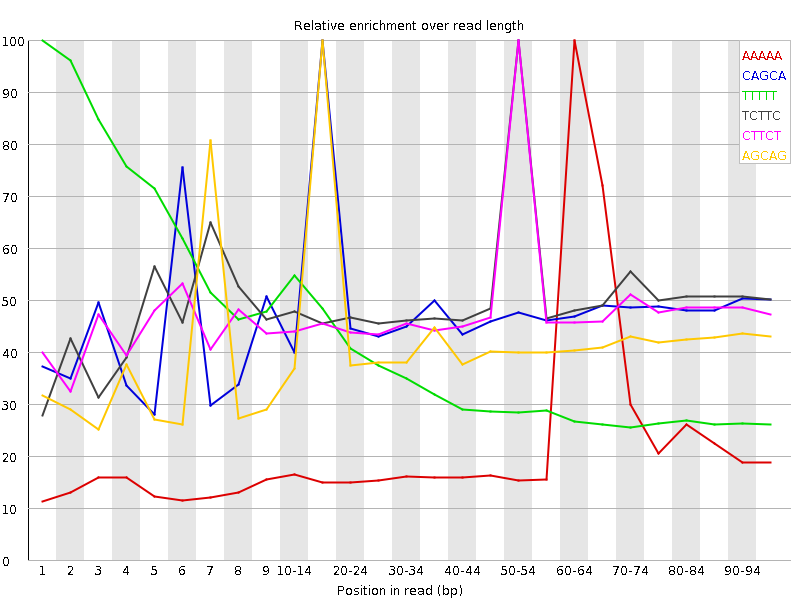 Relative enrichment over read length
100
90
80
70
60
50
40
30
20
10
0
AAAAA
CAGCA
TTTTT
TCTTC
CTTCT
AGCAG
1 2 3 4 5 6 7 8 9 10-14 20-24 30-34 40-44 50-54 60-64 70-74 80-84 90-94
Position in read (bp)